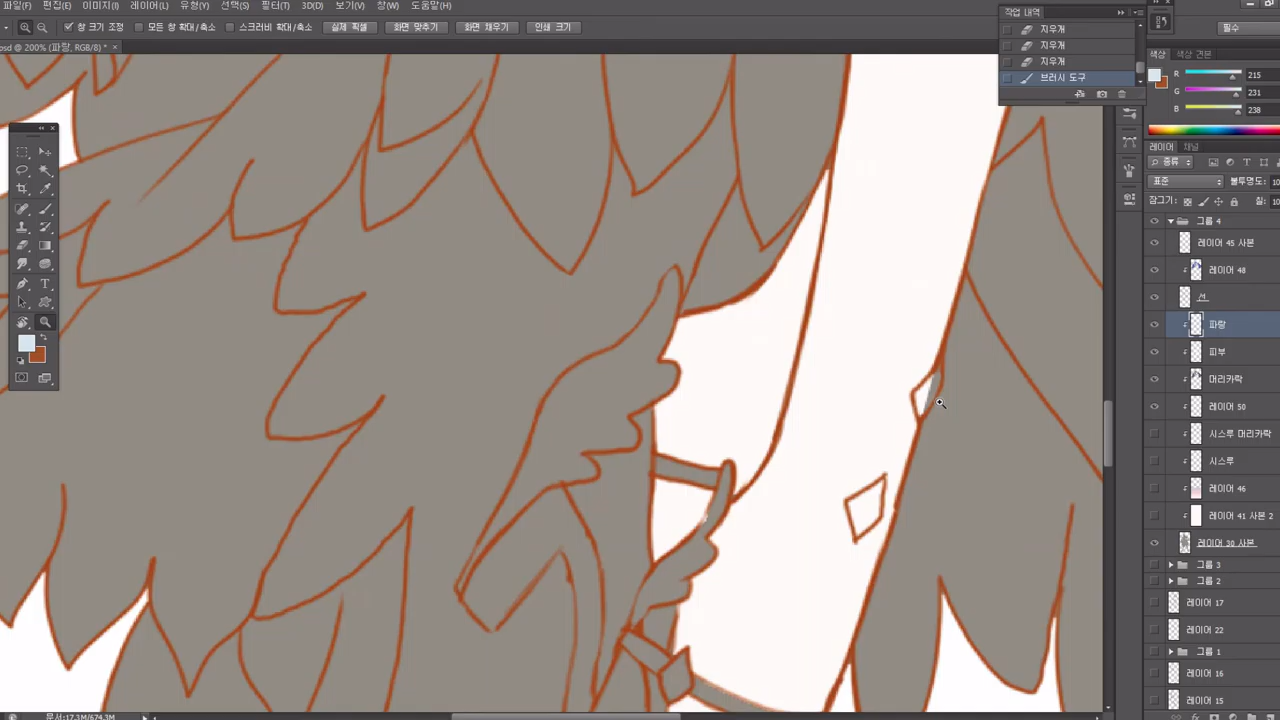 파일(F) 편집(E) 이미지(I) 레이어(L) 유형(Y) 선택(S) 필터(T) 3D(D) 보기(V) 창(W) 도움말(H)
창 크기 조정 모든 창 확대/축소 스크러비 확대/축소 실제 픽셀 화면 맞추기 화면 채우기 인쇄 크기
필수
psd @ 200% (파랑, RGB/8) *
작업 내역
지우개
지우개
지우개
브러시 도구
색상 색상 견본
R 215
G 231
B 238
레이어 채널
종류
표준 불투명도: 10
잠그기: 칠: 10
그룹 4
레이어 45 사본
레이어 48
선
파랑
피부
머리카락
레이어 50
시스루 머리카락
시스루
레이어 46
레이어 41 사본 2
레이어 30 사본
그룹 3
그룹 2
레이어 17
레이어 22
그룹 1
레이어 16
레이어 15
문서:17.3M/674.3M